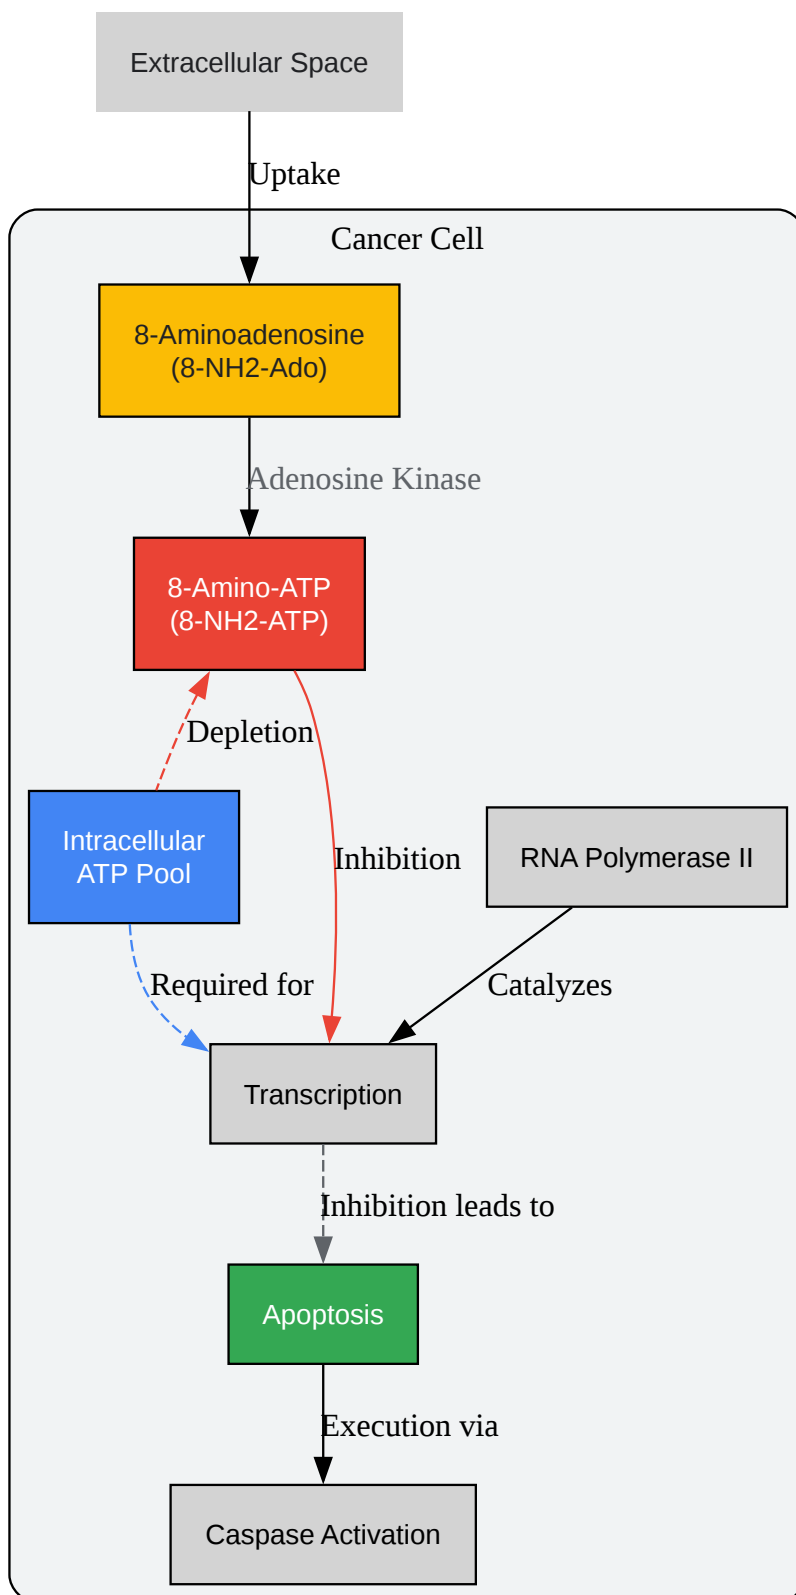 Extracellular Space
Uptake
Cancer Cell
8-Aminoadenosine
(8-NH2-Ado)
Adenosine Kinase
8-Amino-ATP
(8-NH2-ATP)
Depletion
Intracellular
ATP Pool
Inhibition
RNA Polymerase II
Required for
Catalyzes
Transcription
Inhibition leads to
Apoptosis
Execution via
Caspase Activation